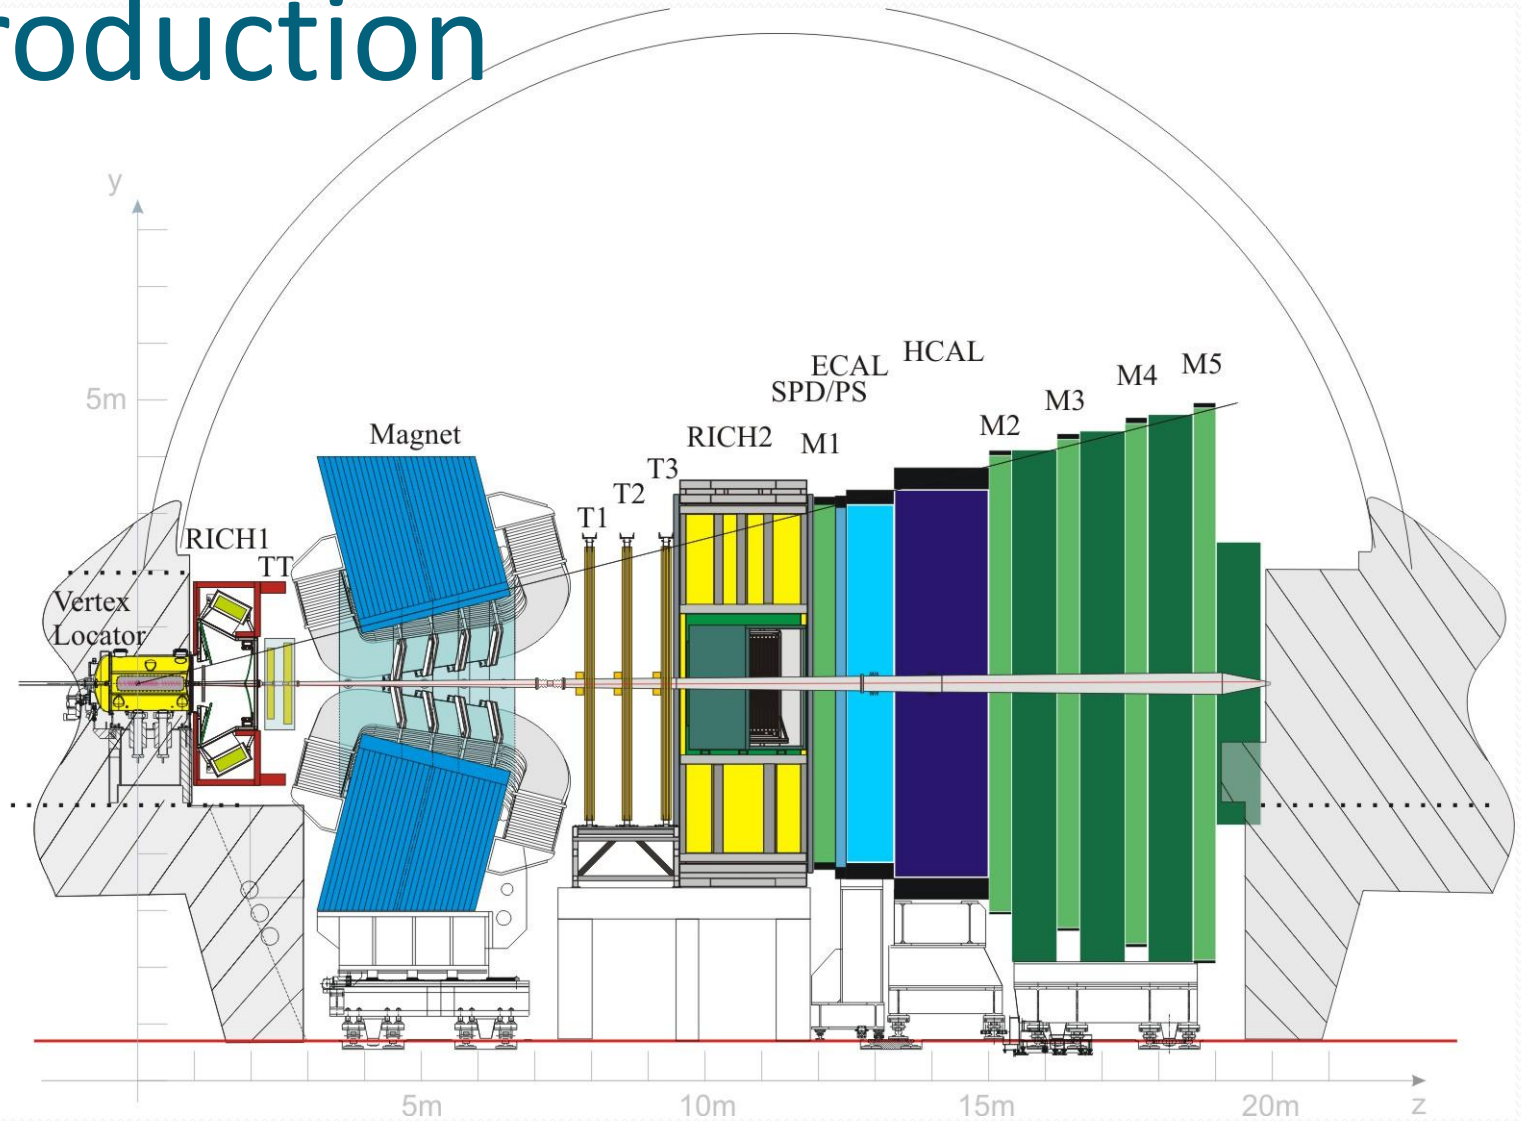 roduction
y
5m
HCAL
ECAL
SPD/PS
M5
M4
M3
M2
M1
RICH2
Magnet
T3
T2
T1
RICH1
TT
Vertex
Locator
5m
10m
15m
20m
z